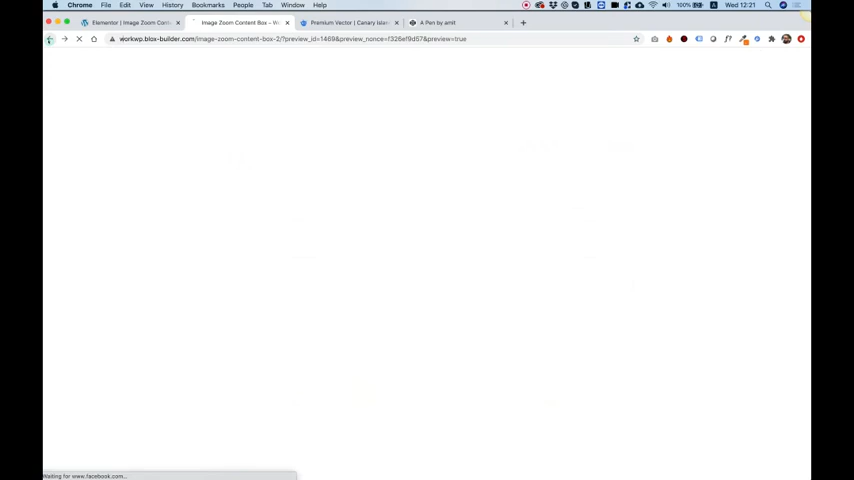 Chrome File Edit View History Bookmarks People Tab Window Help 100% Wed 12:21
Elementor | Image Zoom Cont Image Zoom Content Box – W Premium Vector | Canary Islan A Pen by amit
workwp.blox-builder.com/image-zoom-content-box-2/?preview_id=1469&preview_nonce=f326ef9d57&preview=true
Waiting for www.facebook.com...